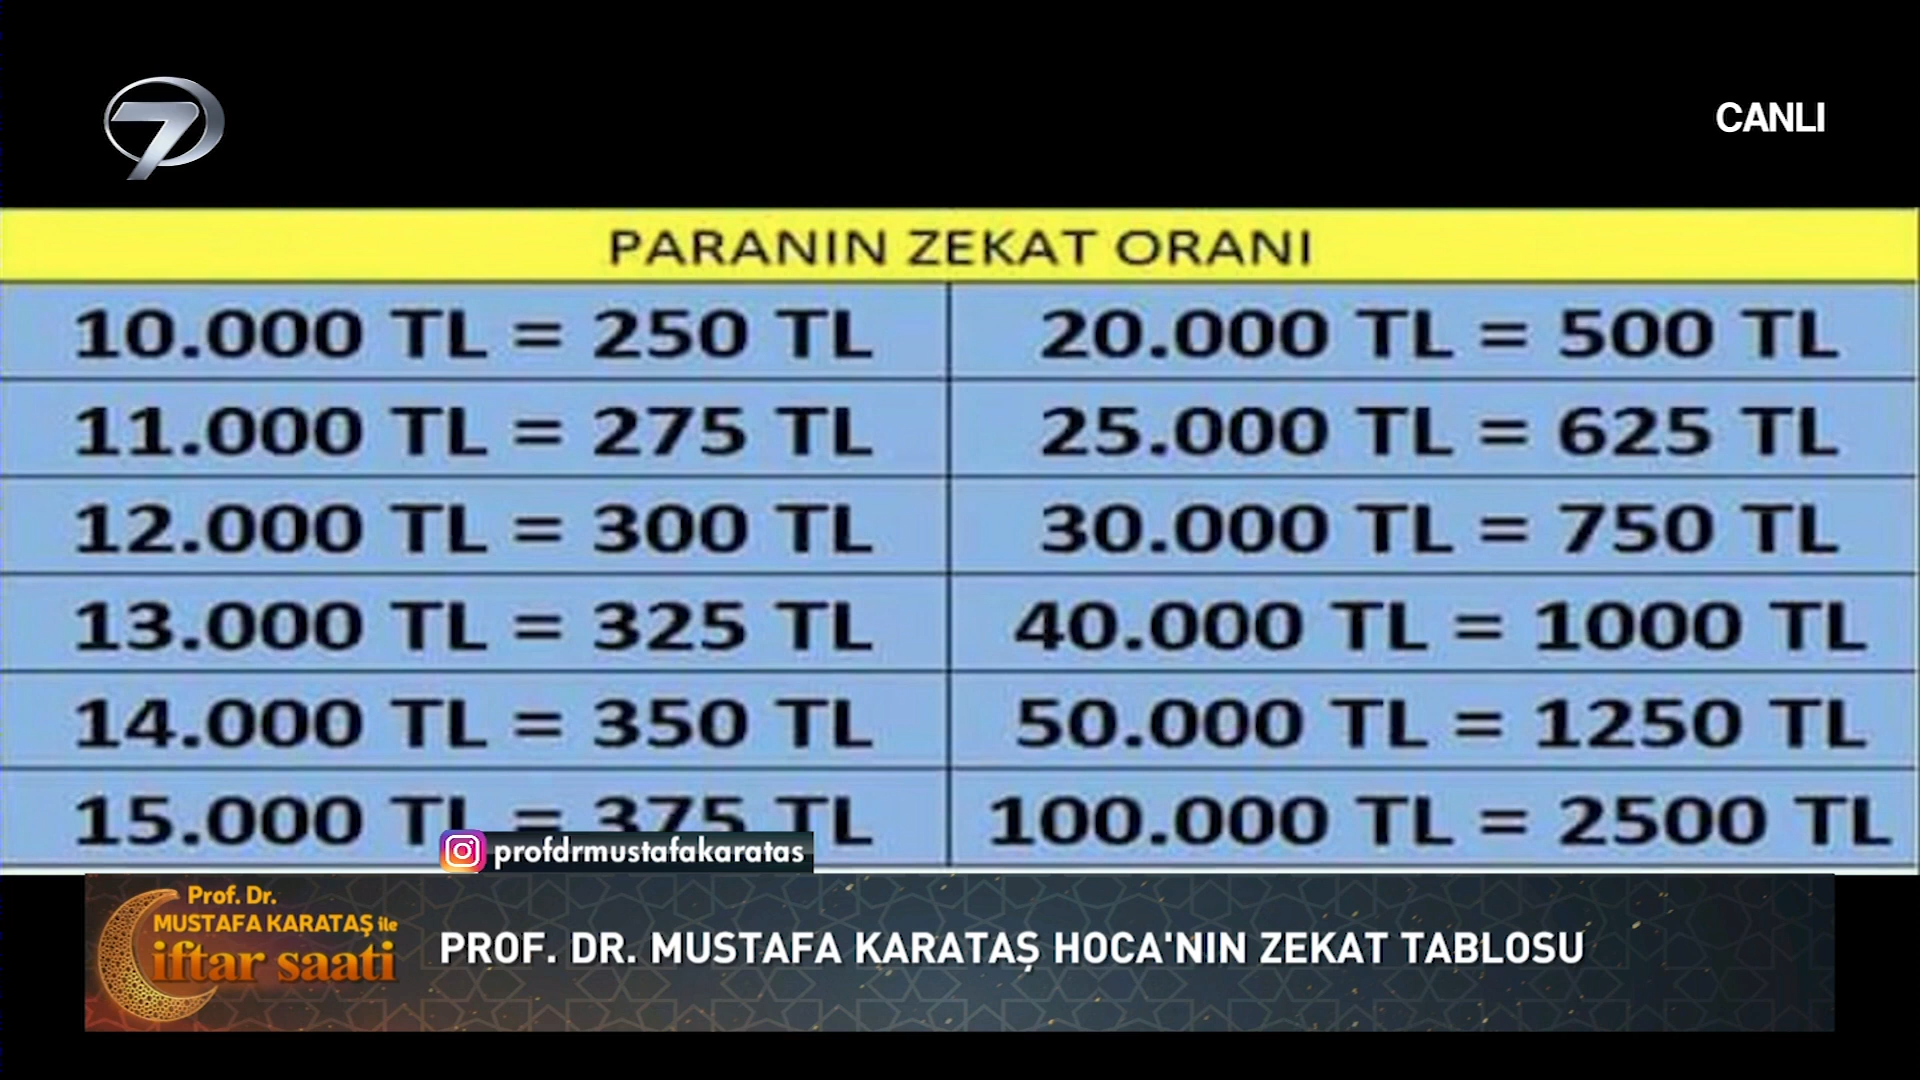 7
CANLI
PARANIN ZEKAT ORANI
10.000 TL = 250 TL
20.000 TL = 500 TL
11.000 TL = 275 TL
25.000 TL = 625 TL
12.000 TL = 300 TL
30.000 TL = 750 TL
13.000 TL = 325 TL
40.000 TL = 1000 TL
14.000 TL = 350 TL
50.000 TL = 1250 TL
15.000 TL = 375 TL
100.000 TL = 2500 TL
profdrmustafakaratas
Prof. Dr.
MUSTAFA KARATAŞ ile
iftar saati
PROF. DR. MUSTAFA KARATAŞ HOCA'NIN ZEKAT TABLOSU